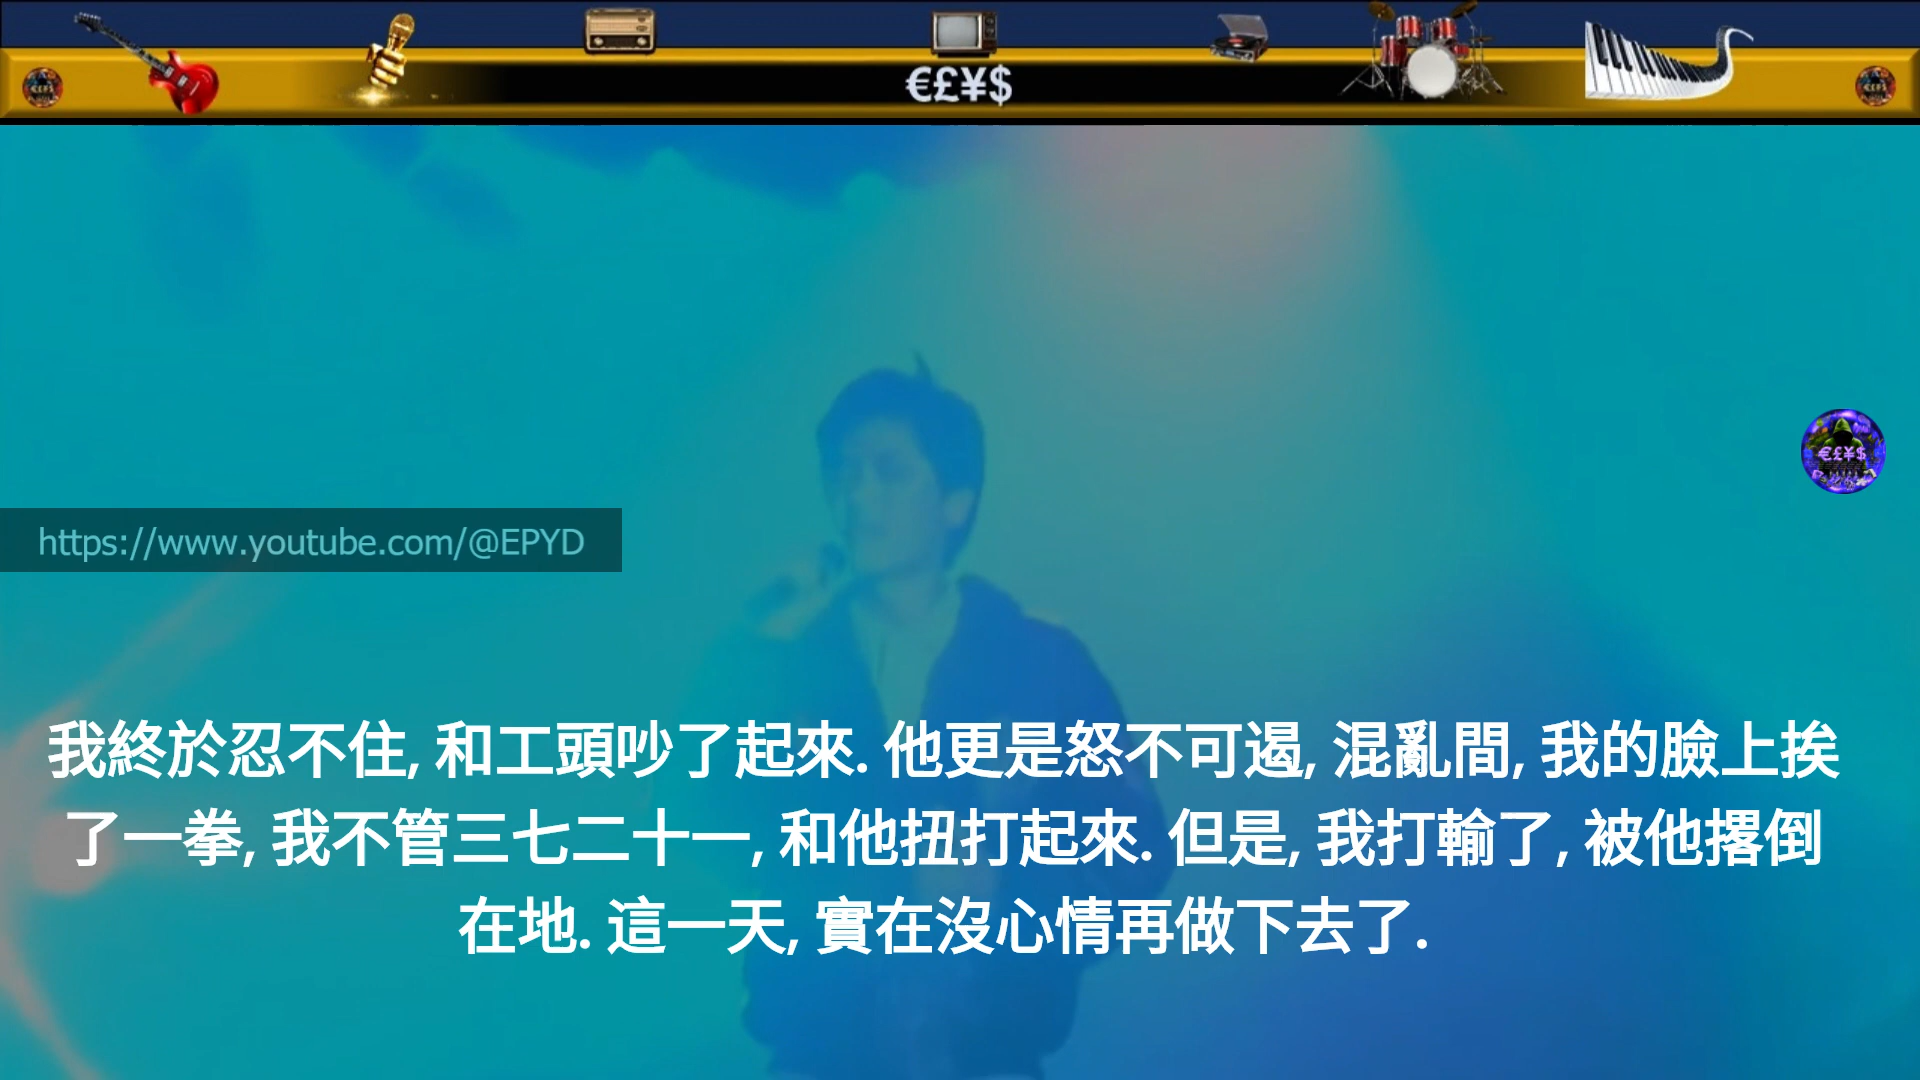 €£¥$
€£¥$
https://www.youtube.com/@EPYD
我終於忍不住, 和工頭吵了起來. 他更是怒不可遏, 混亂間, 我的臉上挨
了一拳, 我不管三七二十一, 和他扭打起來. 但是, 我打輸了, 被他撂倒
在地. 這一天, 實在沒心情再做下去了.